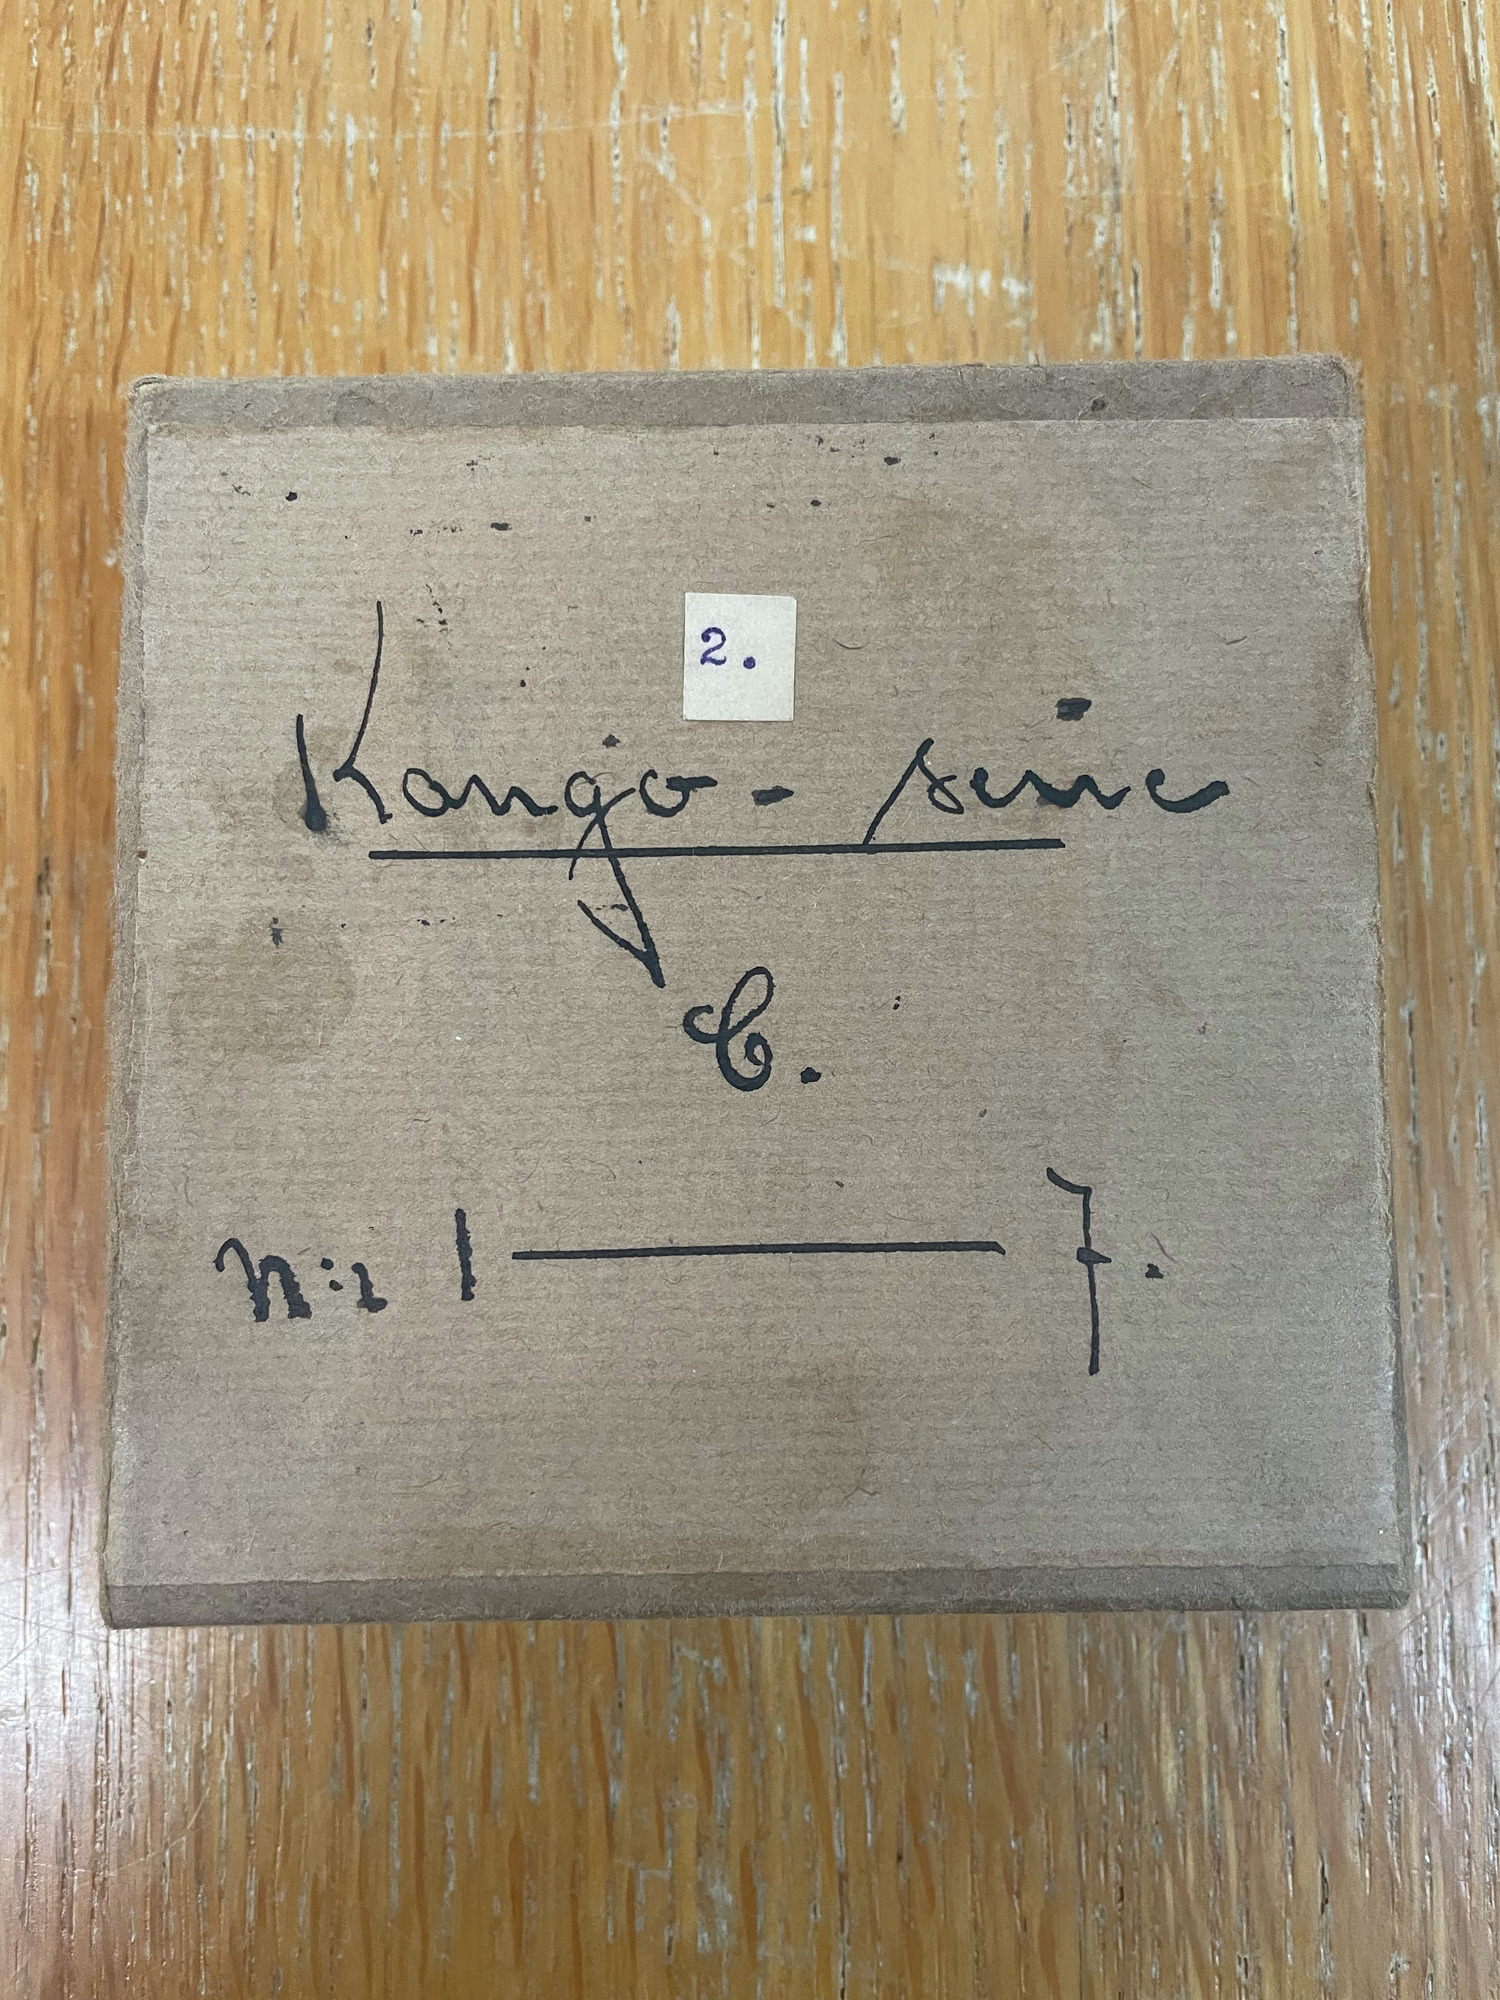 2.
Kongo-serie
C.
N:r 1 — 7.